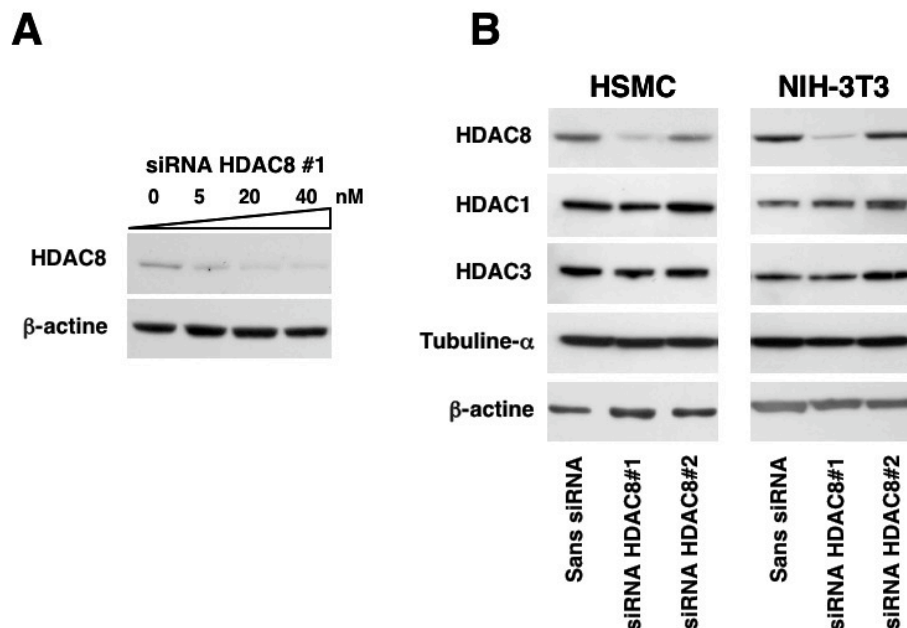 A
siRNA HDAC8 #1
0 5 20 40 nM
HDAC8
β-actine
B
HSMC NIH-3T3
HDAC8
HDAC1
HDAC3
Tubuline-α
β-actine
Sans siRNA
siRNA HDAC8#1
siRNA HDAC8#2
Sans siRNA
siRNA HDAC8#1
siRNA HDAC8#2